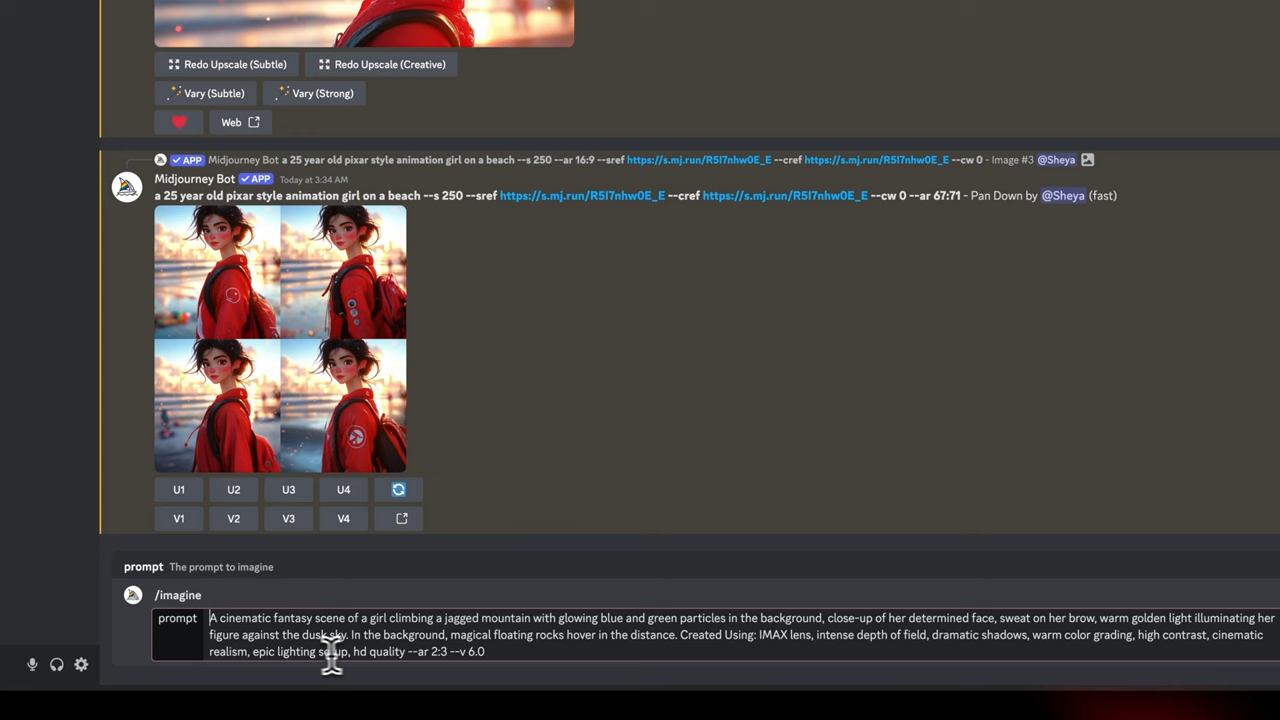 Redo Upscale (Subtle) Redo Upscale (Creative)
Vary (Subtle) Vary (Strong)
Web
APP Midjourney Bot a 25 year old pixar style animation girl on a beach --s 250 --ar 16:9 --sref https://s.mj.run/R5I7nhw0E_E --cref https://s.mj.run/R5I7nhw0E_E --cw 0 - Image #3 @Sheya
Midjourney Bot APP Today at 3:34 AM
a 25 year old pixar style animation girl on a beach --s 250 --sref https://s.mj.run/R5I7nhw0E_E --cref https://s.mj.run/R5I7nhw0E_E --cw 0 --ar 67:71 - Pan Down by @Sheya (fast)
U1 U2 U3 U4
V1 V2 V3 V4
prompt The prompt to imagine
/imagine
prompt A cinematic fantasy scene of a girl climbing a jagged mountain with glowing blue and green particles in the background, close-up of her determined face, sweat on her brow, warm golden light illuminating her
figure against the dusk sky. In the background, magical floating rocks hover in the distance. Created Using: IMAX lens, intense depth of field, dramatic shadows, warm color grading, high contrast, cinematic
realism, epic lighting setup, hd quality --ar 2:3 --v 6.0